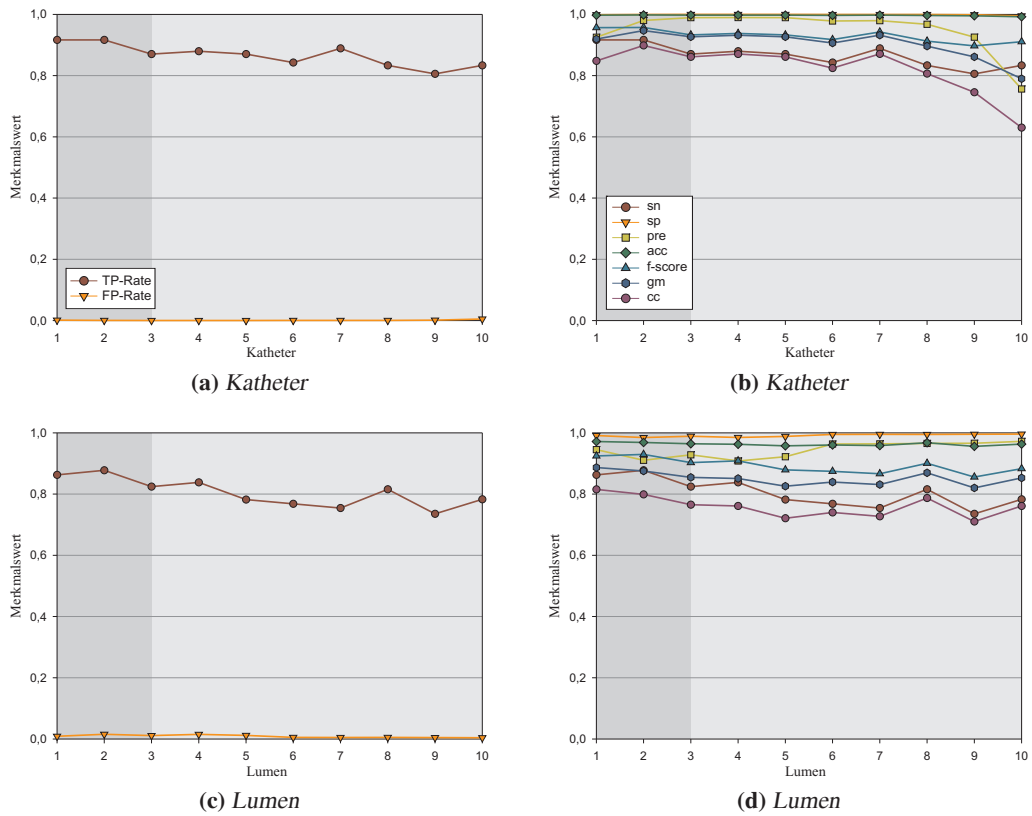 1,0
0,8
0,6
0,4
0,2
0,0
Merkmalswert
TP-Rate
FP-Rate
1 2 3 4 5 6 7 8 9 10
Katheter
(a) Katheter
1,0
0,8
0,6
0,4
0,2
0,0
Merkmalswert
sn
sp
pre
acc
f-score
gm
cc
1 2 3 4 5 6 7 8 9 10
Katheter
(b) Katheter
1,0
0,8
0,6
0,4
0,2
0,0
Merkmalswert
1 2 3 4 5 6 7 8 9 10
Lumen
(c) Lumen
1,0
0,8
0,6
0,4
0,2
0,0
Merkmalswert
1 2 3 4 5 6 7 8 9 10
Lumen
(d) Lumen